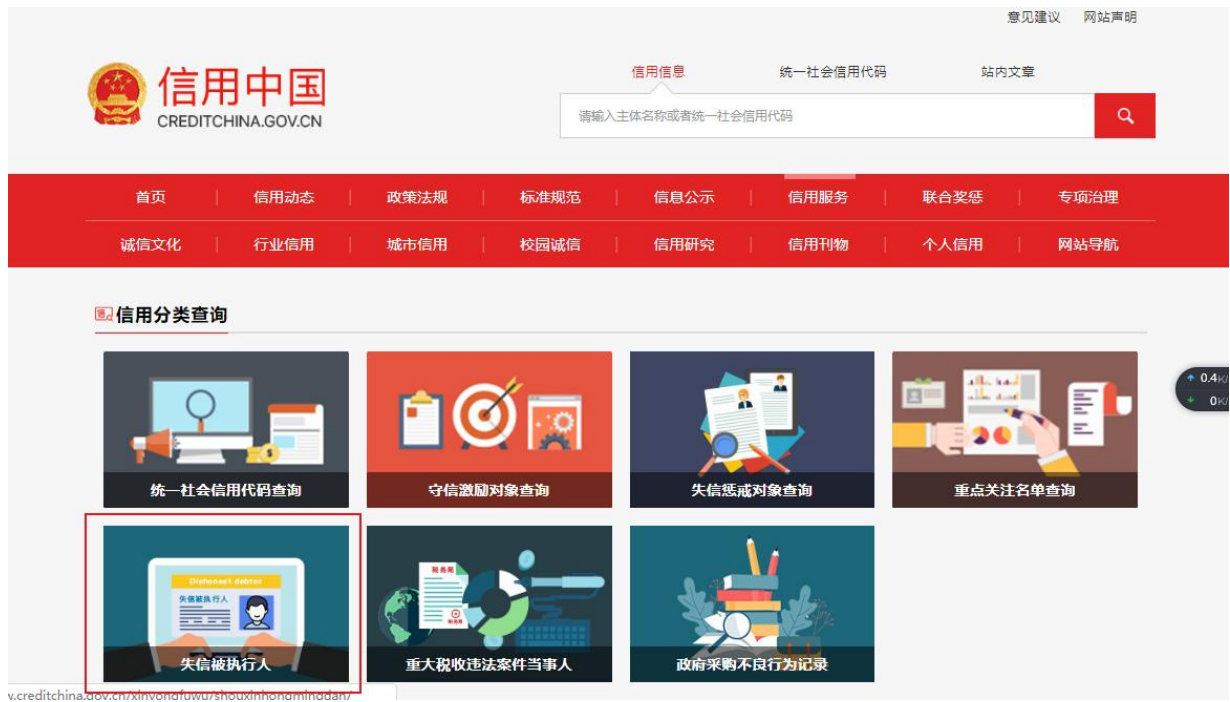 意见建议 网站声明
信用中国
CREDITCHINA.GOV.CN
信用信息 统一社会信用代码 站内文章
请输入主体名称或者统一社会信用代码
首页 信用动态 政策法规 标准规范 信息公示 信用服务 联合奖惩 专项治理
诚信文化 行业信用 城市信用 校园诚信 信用研究 信用刊物 个人信用 网站导航
信用分类查询
0.4K/
0K/
统一社会信用代码查询 守信激励对象查询 失信惩戒对象查询 重点关注名单查询
Dishonest debtor
失信被执行人
失信被执行人 重大税收违法案件当事人 政府采购不良行为记录
v.creditchina.gov.cn/xinyongfuwu/shouxinhongmingdan/